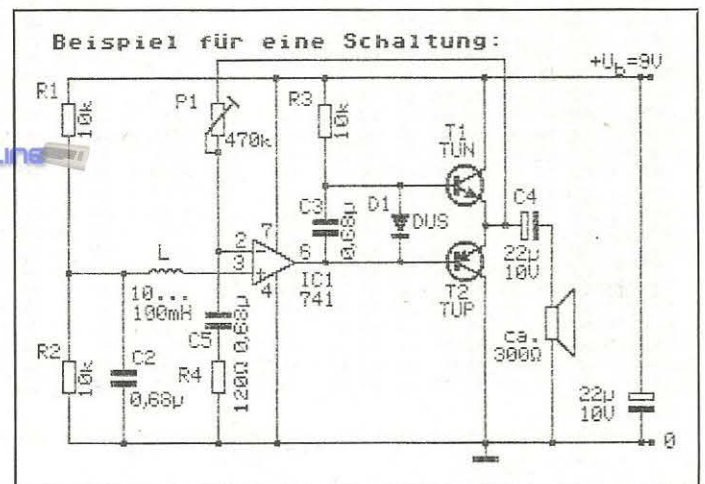 Beispiel für eine Schaltung:
+Ub=9V
R1
10k
P1
470k
R3
10k
T1
TUN
C4
22µ
10V
C3
0,68µ
D1
DUS
2
3
7
6
4
IC1
741
T2
TUP
L
10...
100mH
C5
0,68µ
ca.
300Ω
R2
10k
C2
0,68µ
R4
120Ω
22µ
10V
0